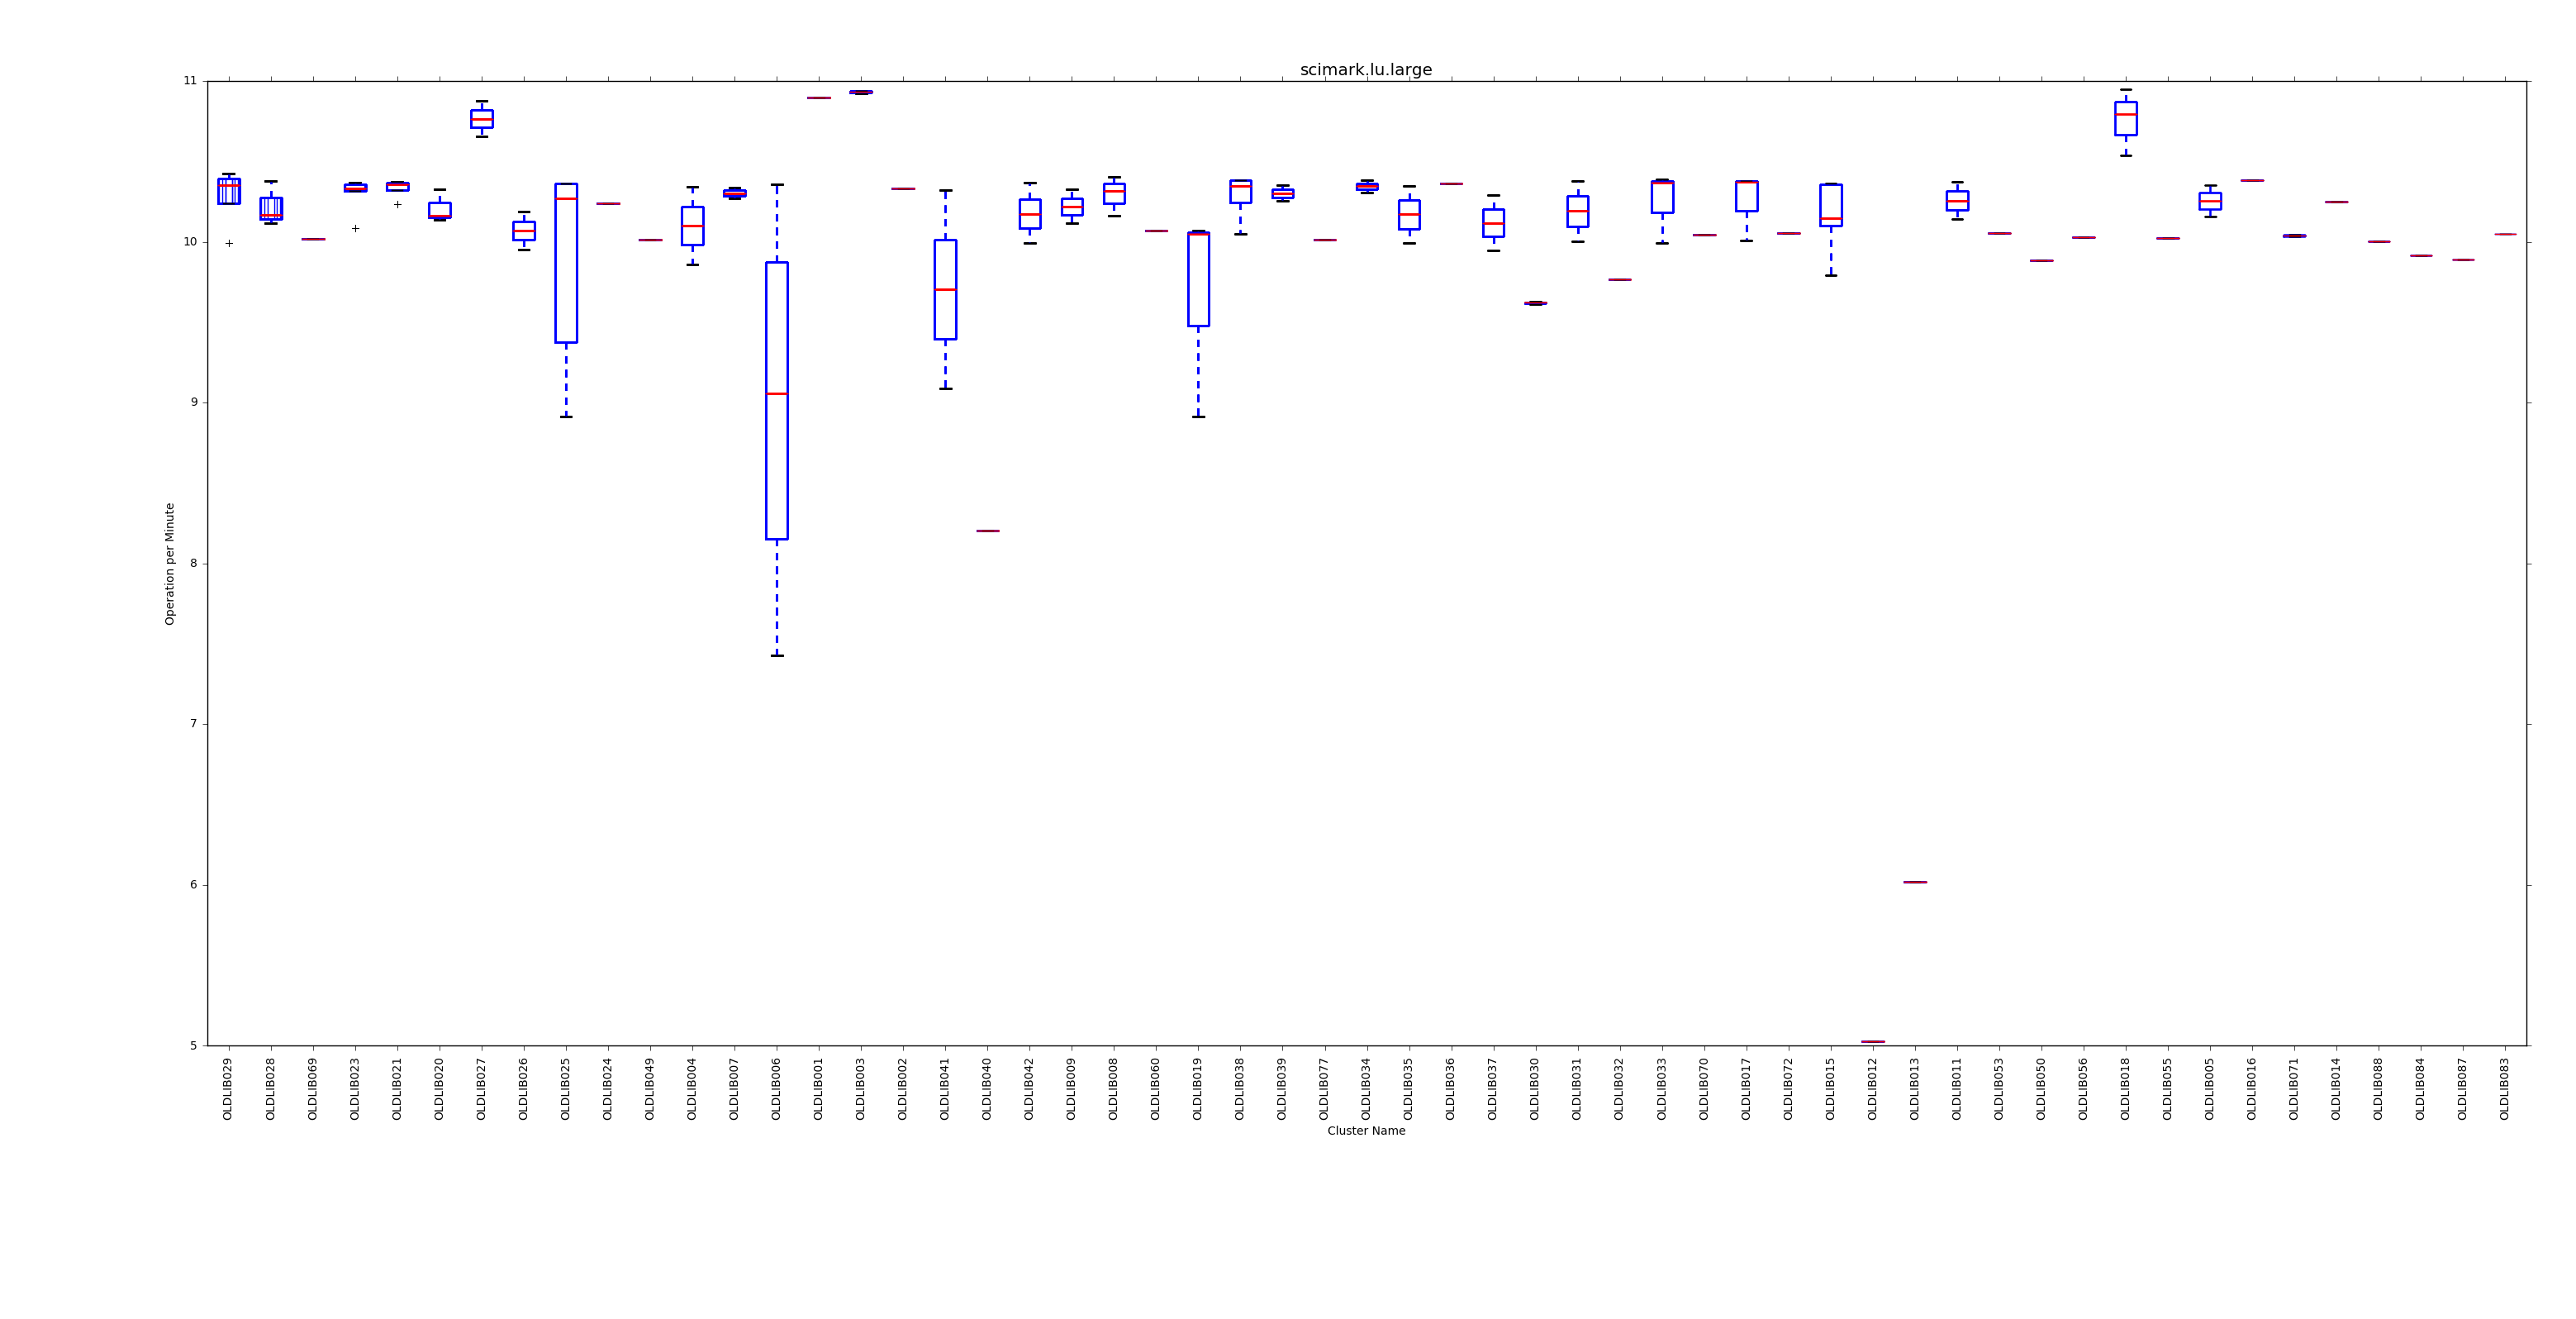 scimark.lu.large
11
10
9
8
7
6
5
Operation per Minute
OLDLIB029
OLDLIB028
OLDLIB069
OLDLIB023
OLDLIB021
OLDLIB020
OLDLIB027
OLDLIB026
OLDLIB025
OLDLIB024
OLDLIB049
OLDLIB004
OLDLIB007
OLDLIB006
OLDLIB001
OLDLIB003
OLDLIB002
OLDLIB041
OLDLIB040
OLDLIB042
OLDLIB009
OLDLIB008
OLDLIB060
OLDLIB019
OLDLIB038
OLDLIB039
OLDLIB077
OLDLIB034
OLDLIB035
OLDLIB036
OLDLIB037
OLDLIB030
OLDLIB031
OLDLIB032
OLDLIB033
OLDLIB070
OLDLIB017
OLDLIB072
OLDLIB015
OLDLIB012
OLDLIB013
OLDLIB011
OLDLIB053
OLDLIB050
OLDLIB056
OLDLIB018
OLDLIB055
OLDLIB005
OLDLIB016
OLDLIB071
OLDLIB014
OLDLIB088
OLDLIB084
OLDLIB087
OLDLIB083
Cluster Name